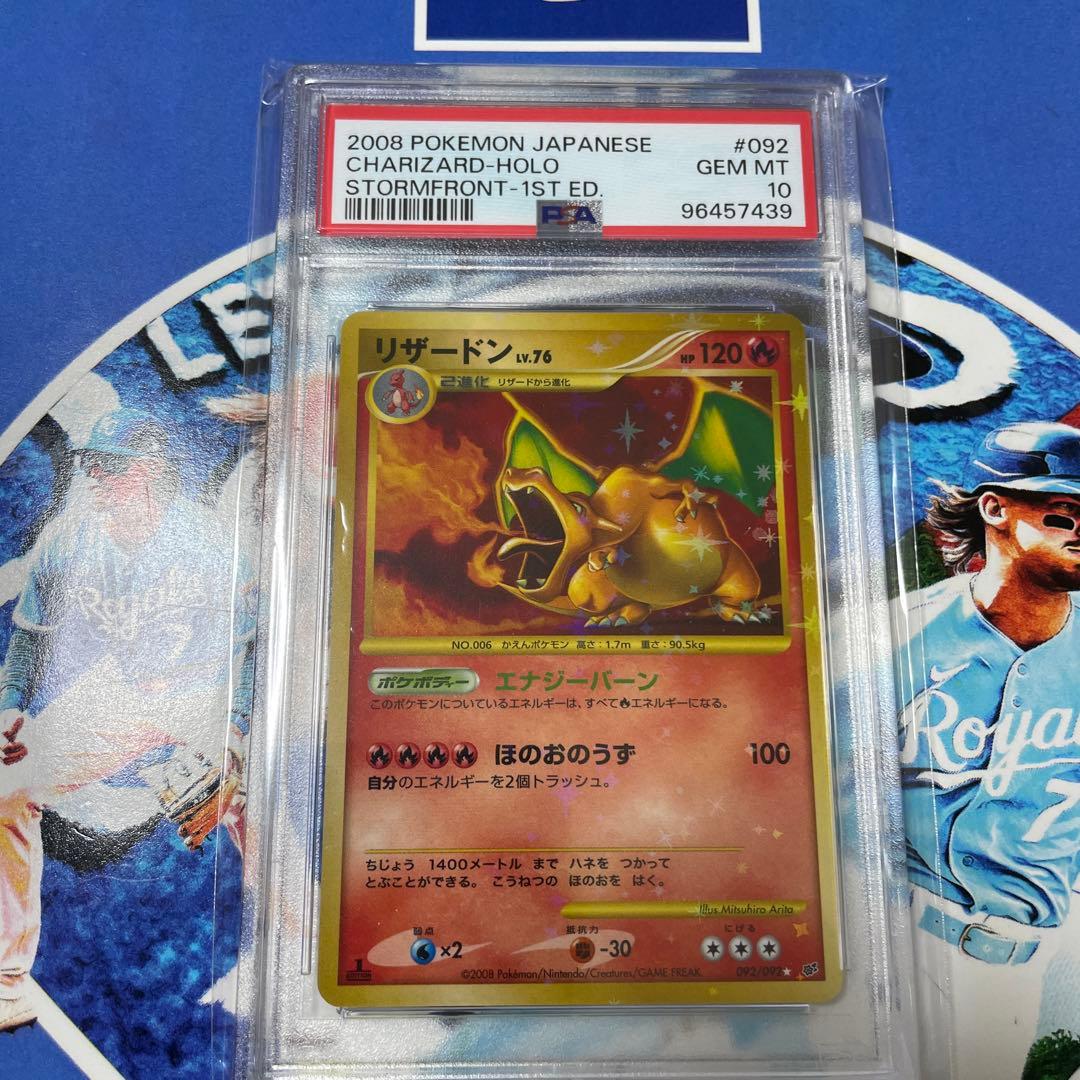 2008 POKEMON JAPANESE #092
CHARIZARD-HOLO GEM MT
STORMFRONT-1ST ED. 10
PSA 96457439
LE
リザードン LV.76 HP 120
2進化 リザードから進化
NO.006 かえんポケモン 高さ:1.7m 重さ:90.5kg
ポケボディー エナジーバーン
このポケモンについているエネルギーは、すべて🔥エネルギーになる。
ほのおのうず 100
自分のエネルギーを2個トラッシュ。
ちじょう 1400メートル まで ハネを つかって
とぶことができる。 こうねつの ほのおを はく。
Illus. Mitsuhiro Arita
弱点 抵抗力 にげる
×2 -30
1 EDITION ©2008 Pokémon/Nintendo/Creatures/GAME FREAK. 092/092★
Royals
7
Roya
7